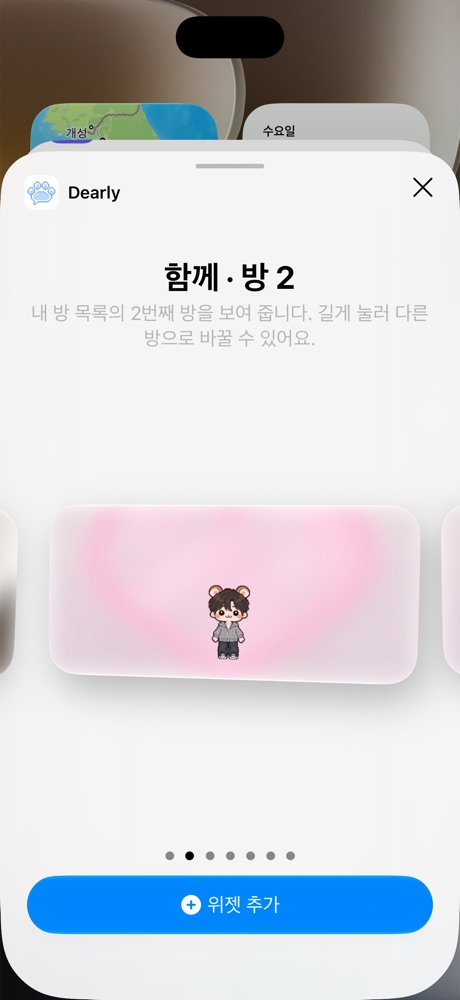 개성
수요일
Dearly
함께 · 방 2
내 방 목록의 2번째 방을 보여 줍니다. 길게 눌러 다른
방으로 바꿀 수 있어요.
위젯 추가